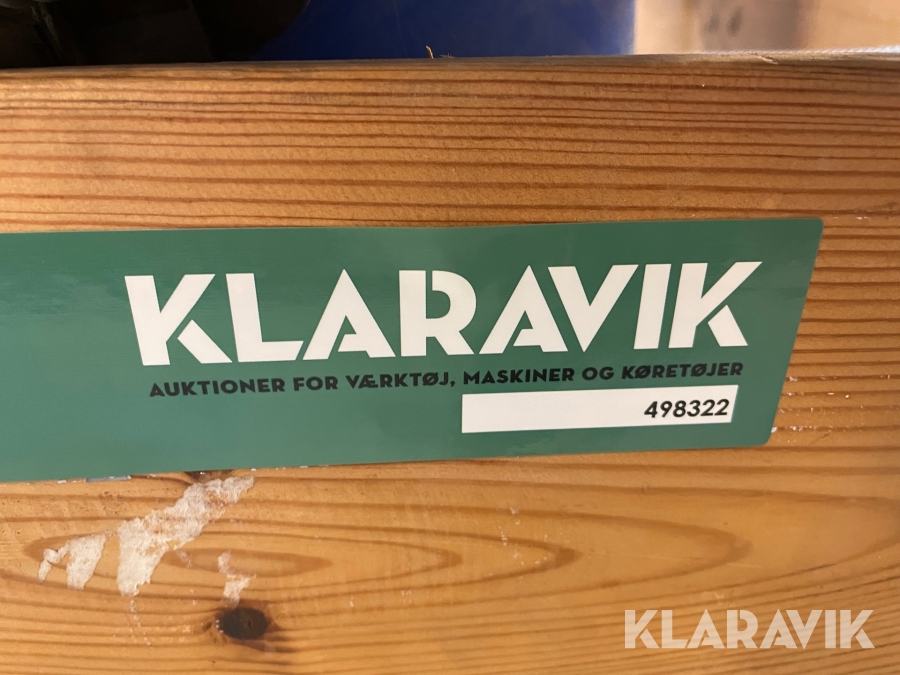 KLARAVIK
AUKTIONER FOR VÆRKTØJ, MASKINER OG KØRETØJER
498322
KLARAVIK